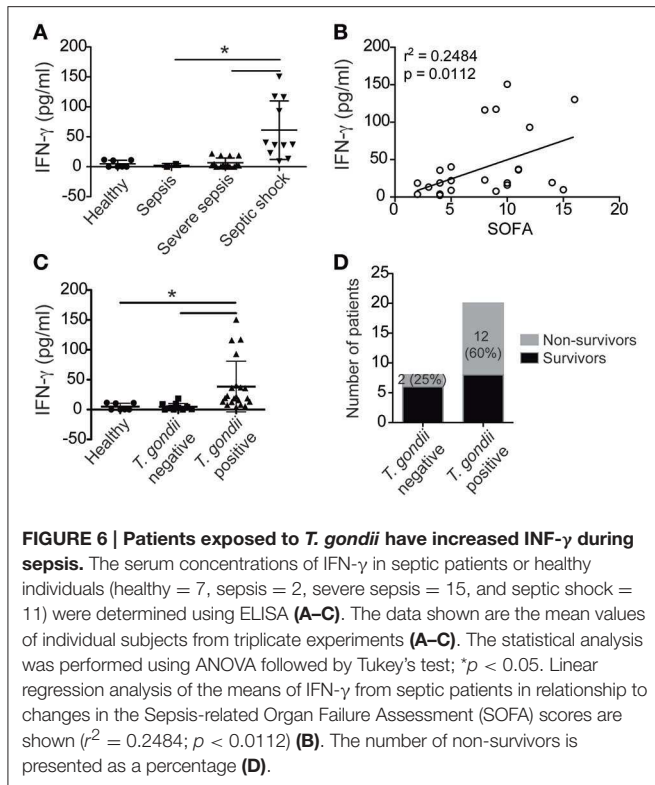 A
*
IFN-γ (pg/ml)
200
150
100
50
0
-50
Healthy
Sepsis
Severe sepsis
Septic shock
B
r² = 0.2484
p = 0.0112
IFN-γ (pg/ml)
200
150
100
50
0
0 5 10 15 20
SOFA
C
*
IFN-γ (pg/ml)
200
150
100
50
0
-50
Healthy
T. gondii
negative
T. gondii
positive
D
Number of patients
25
20
15
10
5
0
2 (25%)
12
(60%)
Non-survivors
Survivors
T. gondii
negative
T. gondii
positive
FIGURE 6 | Patients exposed to T. gondii have increased INF-γ during
sepsis. The serum concentrations of IFN-γ in septic patients or healthy
individuals (healthy = 7, sepsis = 2, severe sepsis = 15, and septic shock =
11) were determined using ELISA (A–C). The data shown are the mean values
of individual subjects from triplicate experiments (A–C). The statistical analysis
was performed using ANOVA followed by Tukey's test; *p < 0.05. Linear
regression analysis of the means of IFN-γ from septic patients in relationship to
changes in the Sepsis-related Organ Failure Assessment (SOFA) scores are
shown (r² = 0.2484; p < 0.0112) (B). The number of non-survivors is
presented as a percentage (D).